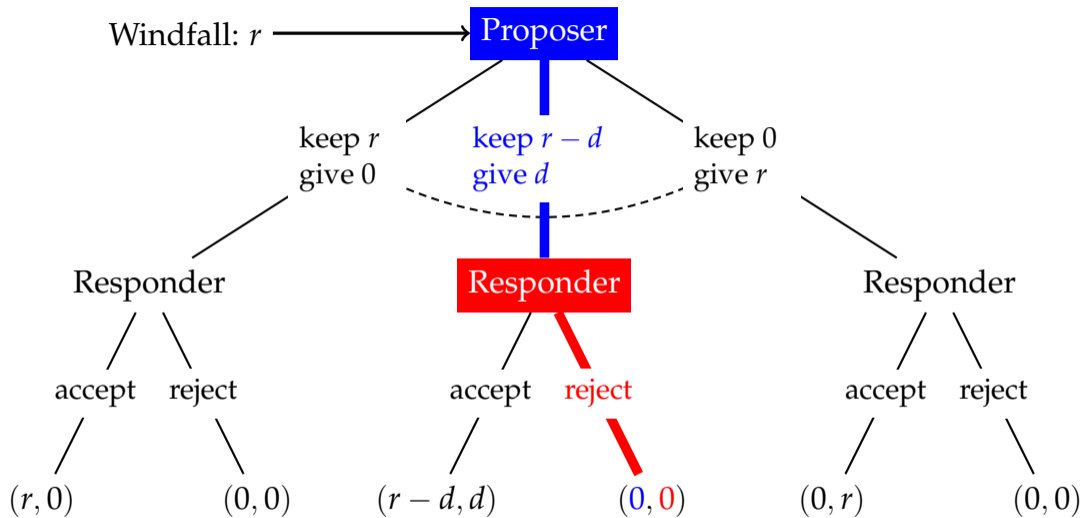 Windfall: r
Proposer
keep r
give 0
keep r − d
give d
keep 0
give r
Responder
Responder
Responder
accept
reject
accept
reject
accept
reject
(r, 0)
(0, 0)
(r − d, d)
(0, 0)
(0, r)
(0, 0)